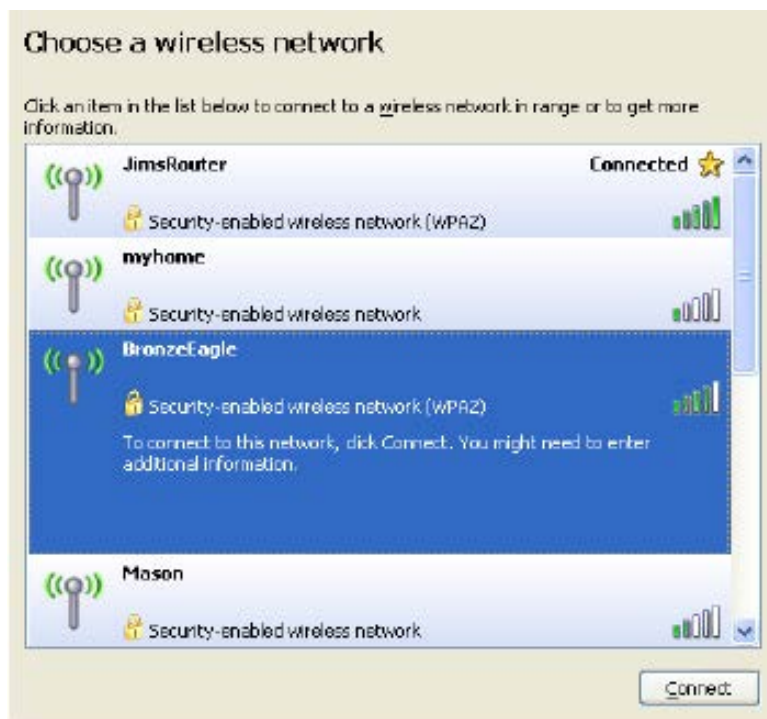 Choose a wireless network
Click an item in the list below to connect to a wireless network in range or to get more
information.
JimsRouter Connected
Security-enabled wireless network (WPA2)
myhome
Security-enabled wireless network
BronzeEagle
Security-enabled wireless network (WPA2)
To connect to this network, click Connect. You might need to enter
additional information.
Mason
Security-enabled wireless network
Connect